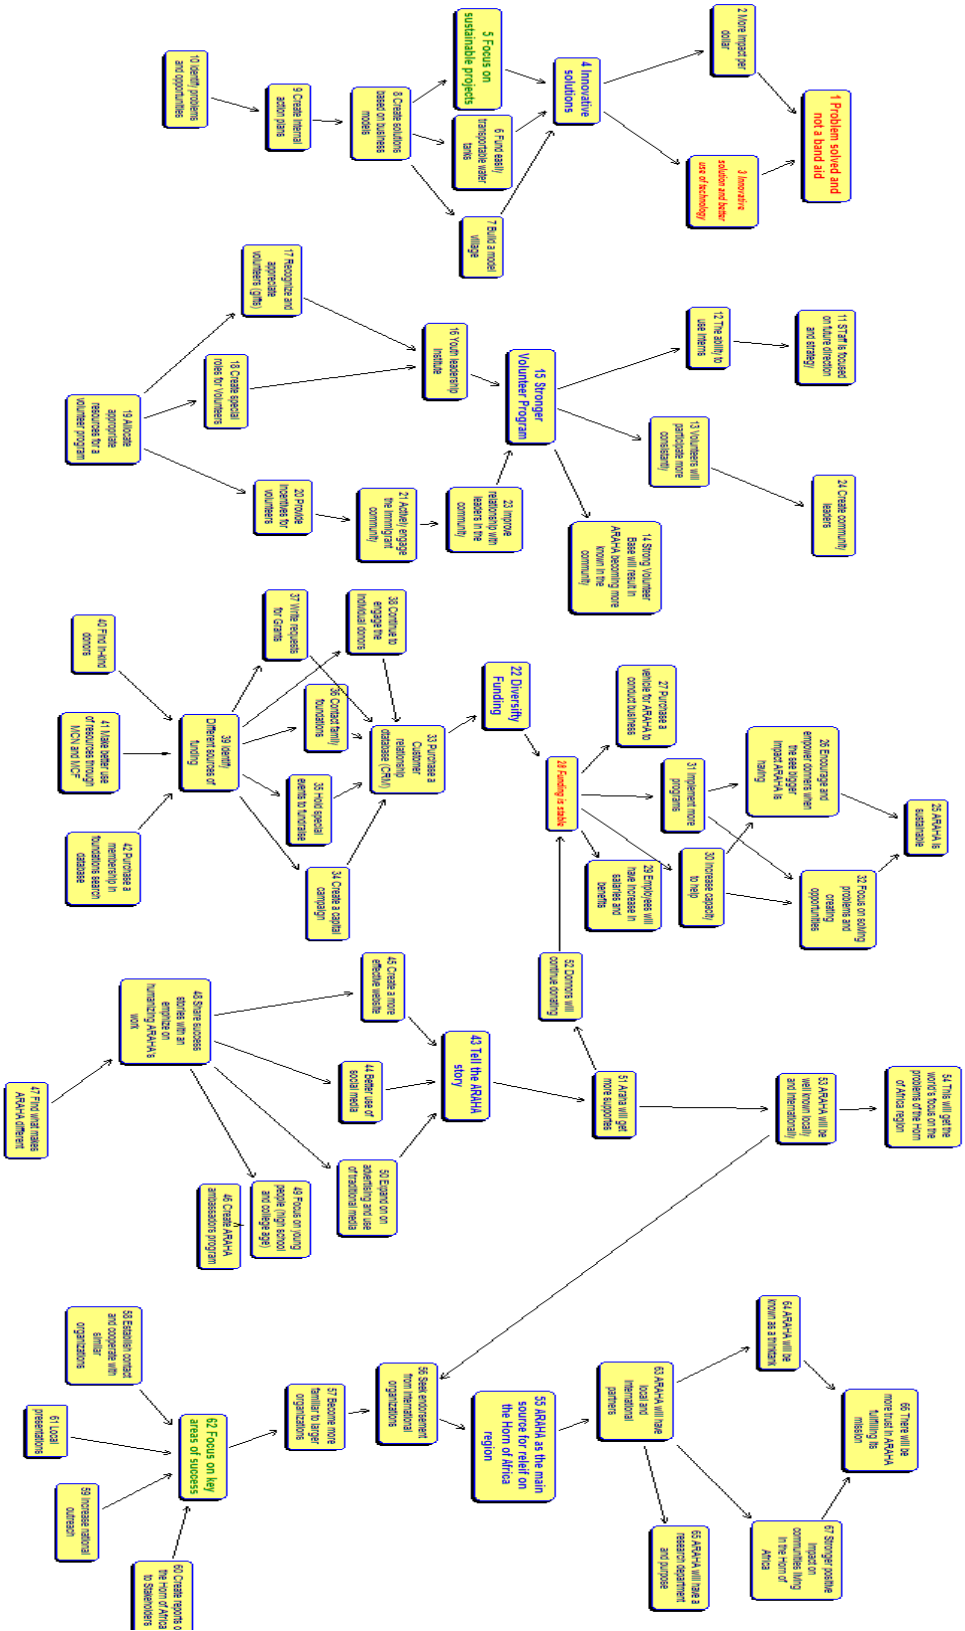 1 Problem solved and
not a band aid
2 More impact per
dollar
3 Innovative
solution and better
use of technology
4 Innovative
solutions
5 Focus on
sustainable projects
6 Fund easily
transportable water
tanks
7 Build a model
village
8 Create solutions
based on business
models
9 Create internal
action plans
10 Identify problems
and opportunities
11 STaff is focused
on future direction
and strategy
12 The ability to
use interns
13 Volunteers will
participate more
consistantly
24 Create community
leaders
14 Strong Volunteer
Base will result in
ARAHA becoming more
known in the
community
15 Stronger
Volunteer Program
16 Youth leadership
Institute
17 Recognize and
appreciate
volunteers (gifts)
18 Create special
roles for Volunteers
19 Allocate
appropriate
resources for a
volunteer program
20 Provide
incentives for
volunteers
21 Actively engage
the immigrant
community
23 Improve
relationship with
leaders in the
community
25 ARAHA is
sustainable
26 Encourage and
empower donners when
the see bigger
impact ARAHA is
having
32 Focus on solving
problems and
creating
opportunities
27 Purchase a
vehicle for ARAHA to
conduct business
31 Implement more
programs
30 Increase capacity
to help
29 Employees will
have increase in
salaries and
benefits
28 Funding is stable
22 Diversifty
Funding
33 Purchase a
Customer
relationship
database (CRM)
38 Continue to
engage the
individual donors
37 Write requests
for Grants
36 Contact family
foundations
35 Hold special
events to fundraise
34 Create a capital
campaign
39 Identify
Different sources of
funding
40 Find in-kind
donors
41 Make better use
of resources through
MCN and MCF
42 Purchase a
membership in
foundations search
database
54 This will get the
world's focus on the
problems of the Horn
of Africa region
53 ARAHA will be
well known locally
and internationally
51 Araha will get
more supportes
52 Donnors will
continue donating
43 Tell the ARAHA
story
45 Create a more
effective website
44 Better use of
social media
50 Expand on on
advertising and use
of traditional media
48 Share success
stories with an
emphize on
humanizing ARAHA's
work
49 Focus on young
people (high school
and college age)
46 Create ARAHA
ambassadors program
47 Find what makes
ARAHA different
66 There will be
more trust in ARAHA
fulfilling its
mission
64 ARAHA will be
known as a thinktank
67 Stronger positive
impact on
communities living
in the Horn of
Africa
63 ARAHA will have
local and
international
partners
65 ARAHA will have a
research department
and purpose
55 ARAHA as the main
source for releif on
the Horn of Africa
region
56 Seek endorsement
from International
organizations
57 Become more
familiar to larger
organizations
62 Focus on key
areas of success
58 Establish contact
and cooperate with
similar
organizations
61 Local
presentations
59 Increase national
outreach
60 Create reports o
the Horn of Africa
to Stakeholders